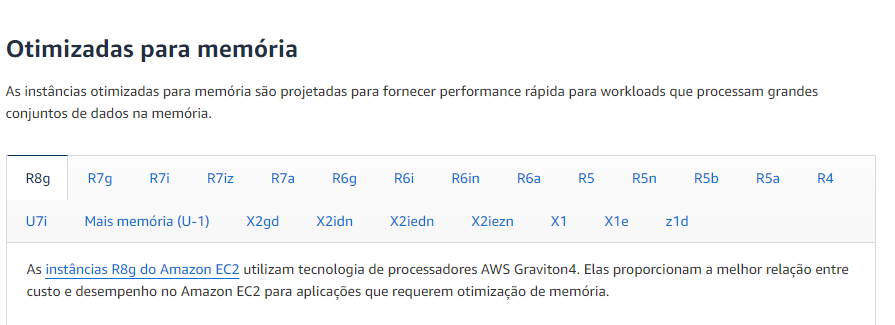 Otimizadas para memória
As instâncias otimizadas para memória são projetadas para fornecer performance rápida para workloads que processam grandes
conjuntos de dados na memória.
R8g R7g R7i R7iz R7a R6g R6i R6in R6a R5 R5n R5b R5a R4
U7i Mais memória (U-1) X2gd X2idn X2iedn X2iezn X1 X1e z1d
As instâncias R8g do Amazon EC2 utilizam tecnologia de processadores AWS Graviton4. Elas proporcionam a melhor relação entre
custo e desempenho no Amazon EC2 para aplicações que requerem otimização de memória.